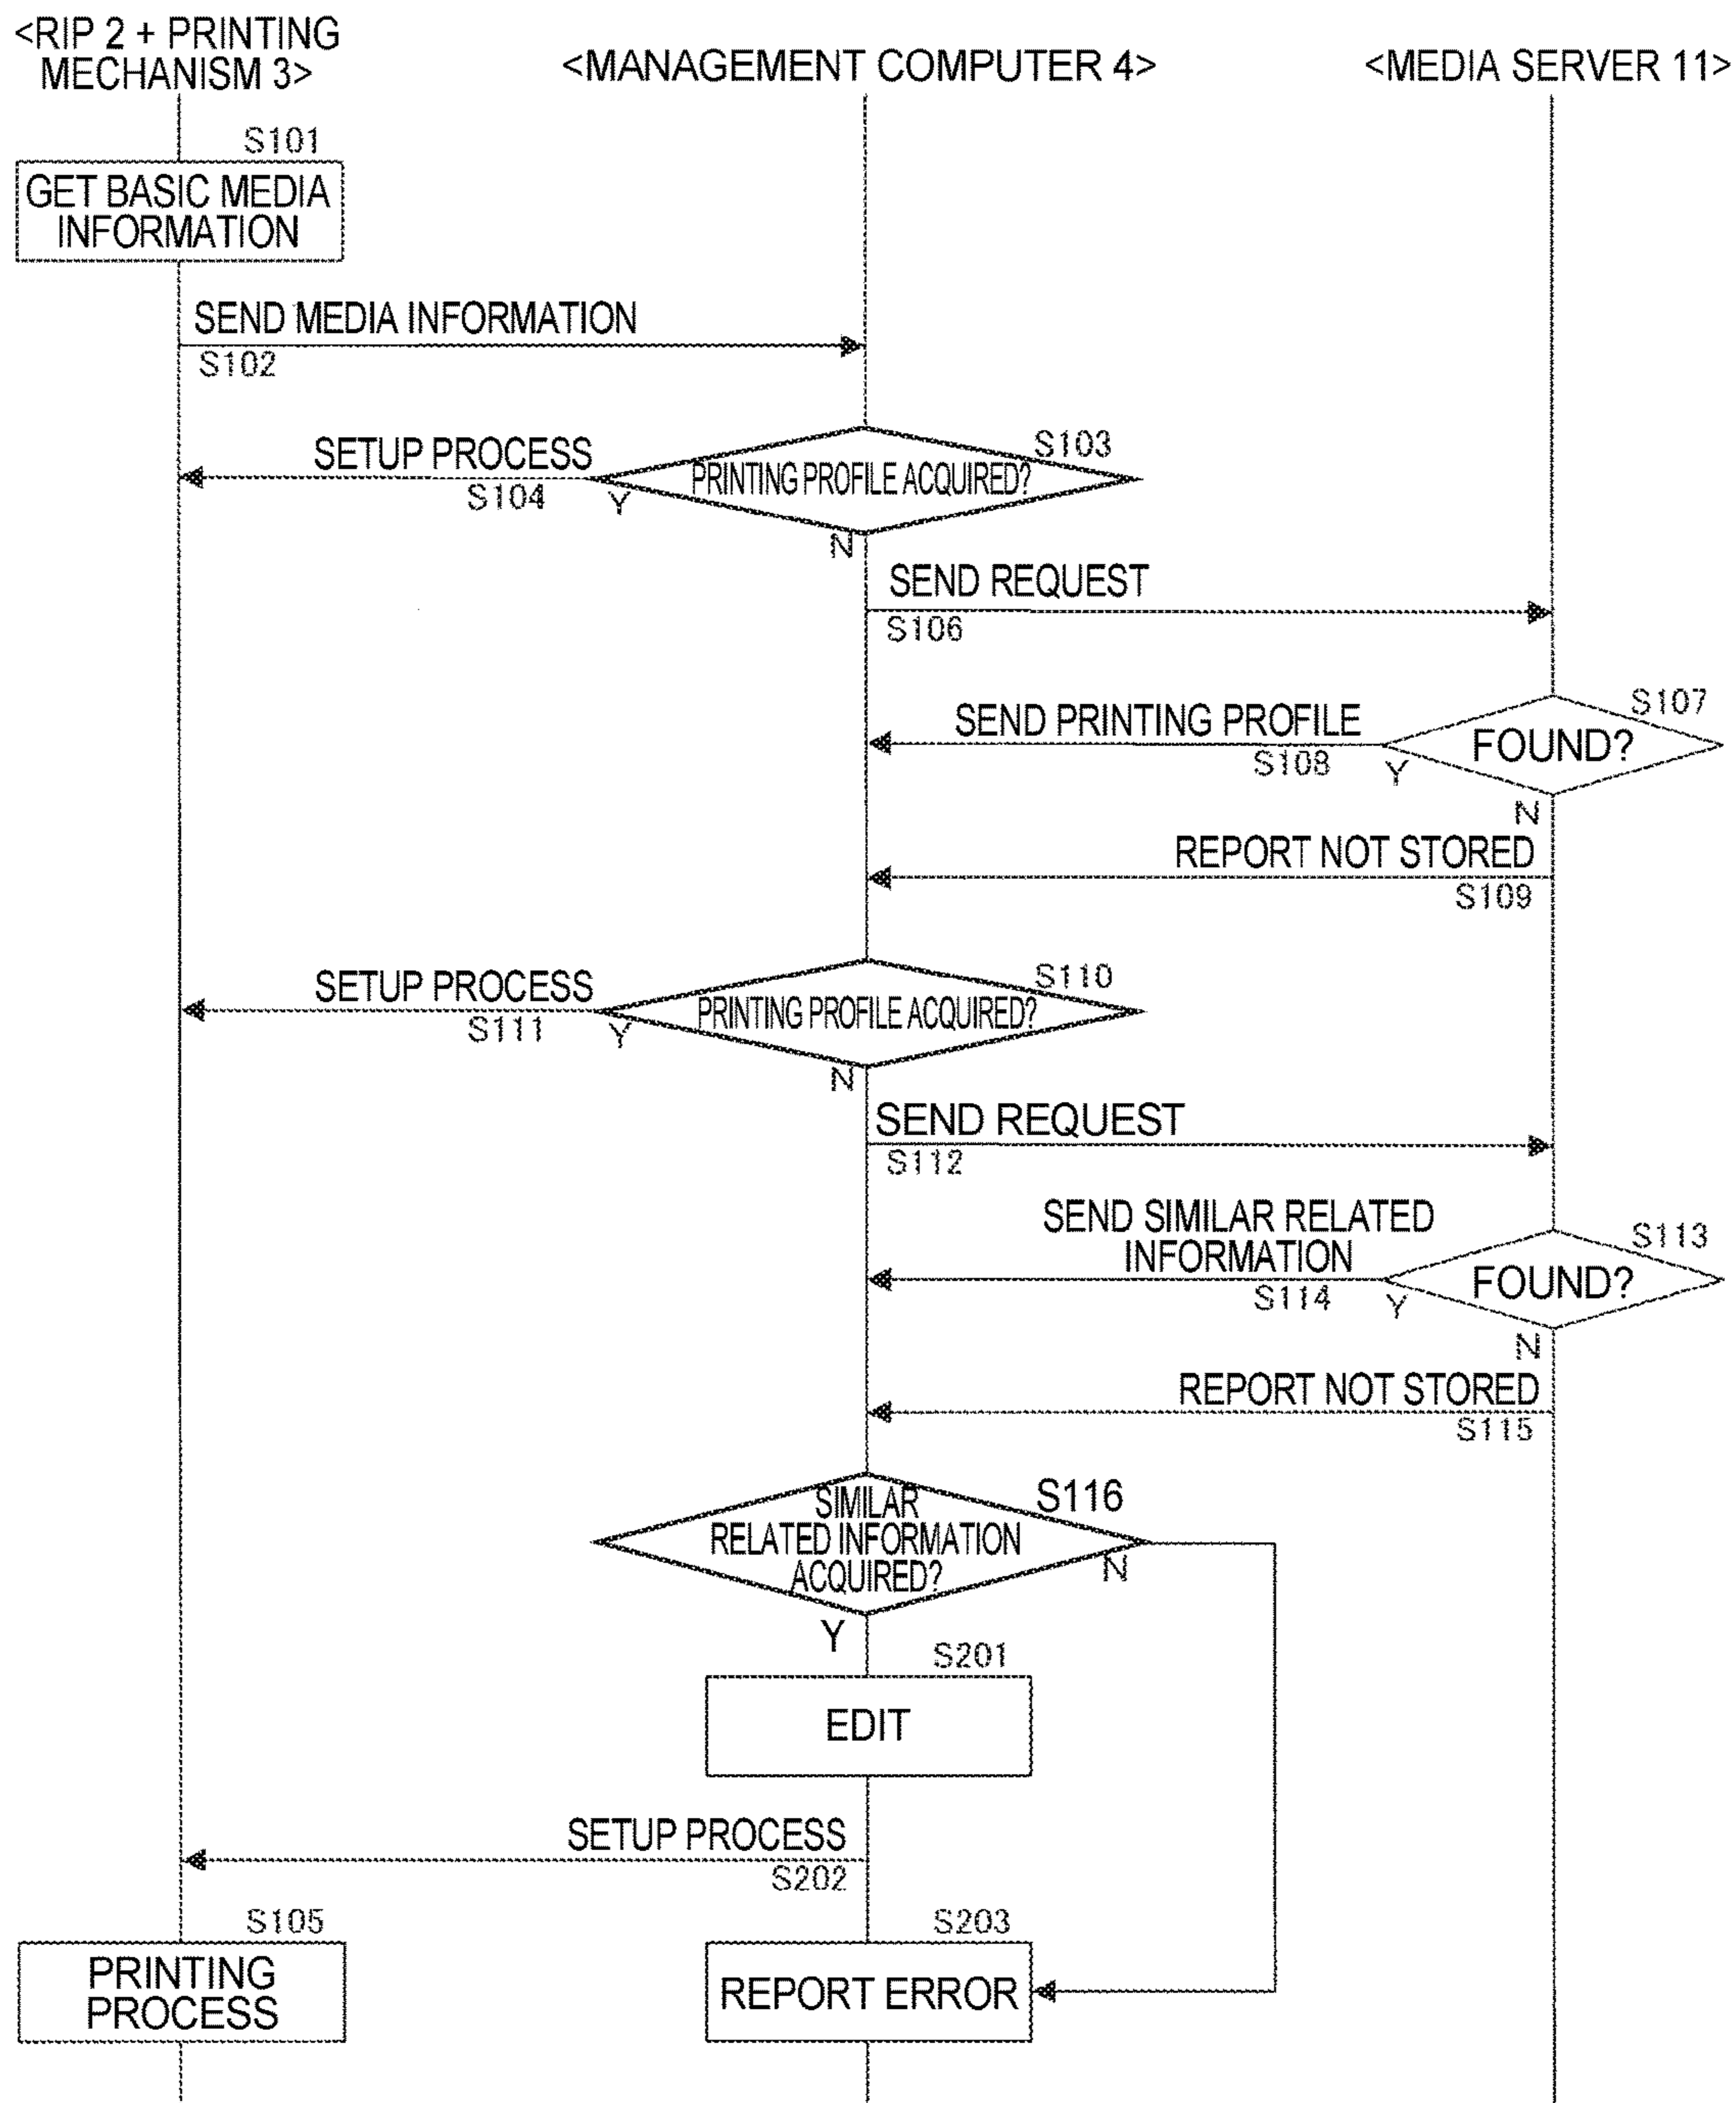 <RIP 2 + PRINTING
MECHANISM 3>
<MANAGEMENT COMPUTER 4>
<MEDIA SERVER 11>
S101
GET BASIC MEDIA
INFORMATION
SEND MEDIA INFORMATION
S102
SETUP PROCESS
S104
S103
PRINTING PROFILE ACQUIRED?
Y
N
SEND REQUEST
S106
SEND PRINTING PROFILE
S108
S107
FOUND?
Y
N
REPORT NOT STORED
S109
SETUP PROCESS
S111
S110
PRINTING PROFILE ACQUIRED?
Y
N
SEND REQUEST
S112
SEND SIMILAR RELATED
INFORMATION
S114
S113
FOUND?
Y
N
REPORT NOT STORED
S115
S116
SIMILAR
RELATED INFORMATION
ACQUIRED?
N
Y
S201
EDIT
SETUP PROCESS
S202
S105
PRINTING
PROCESS
S203
REPORT ERROR